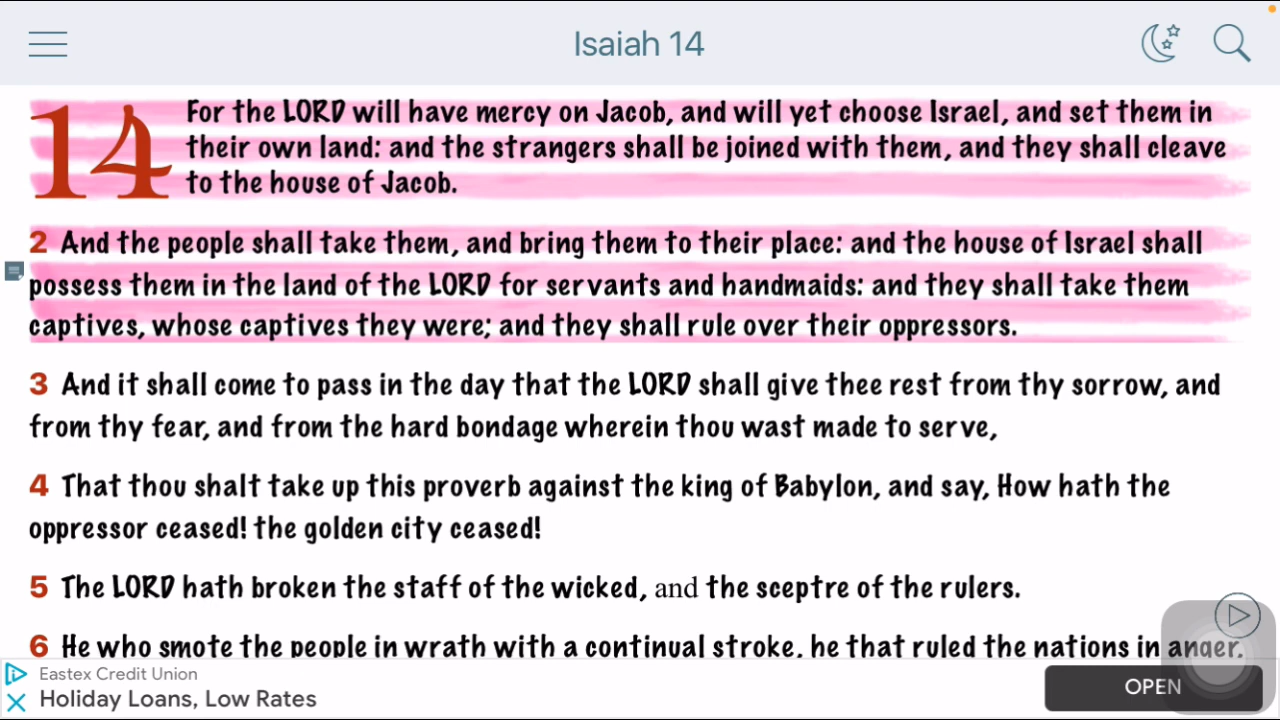 Isaiah 14
14 For the LORD will have mercy on Jacob, and will yet choose Israel, and set them in
their own land: and the strangers shall be joined with them, and they shall cleave
to the house of Jacob.
2 And the people shall take them, and bring them to their place: and the house of Israel shall
possess them in the land of the LORD for servants and handmaids: and they shall take them
captives, whose captives they were; and they shall rule over their oppressors.
3 And it shall come to pass in the day that the LORD shall give thee rest from thy sorrow, and
from thy fear, and from the hard bondage wherein thou wast made to serve,
4 That thou shalt take up this proverb against the king of Babylon, and say, How hath the
oppressor ceased! the golden city ceased!
5 The LORD hath broken the staff of the wicked, and the sceptre of the rulers.
6 He who smote the people in wrath with a continual stroke, he that ruled the nations in anger,
Eastex Credit Union
Holiday Loans, Low Rates
OPEN